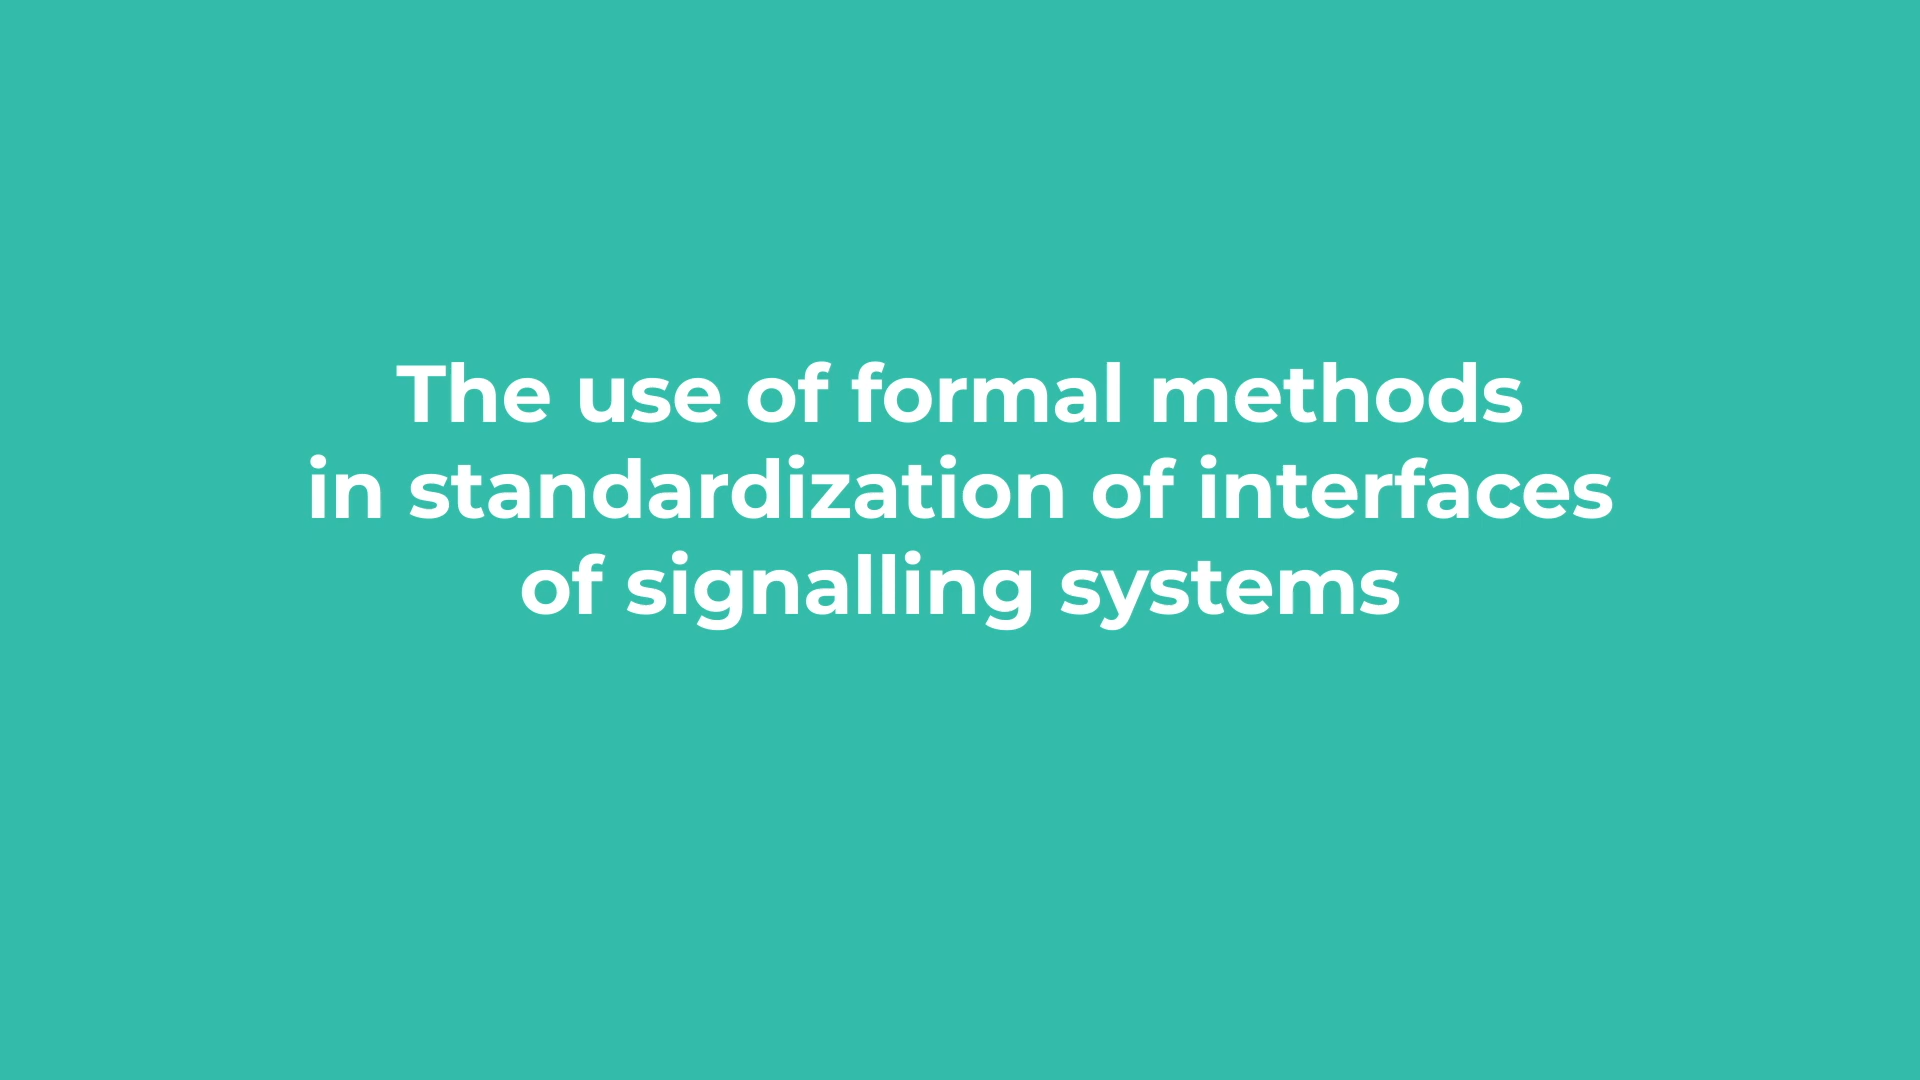 The use of formal methods
in standardization of interfaces
of signalling systems